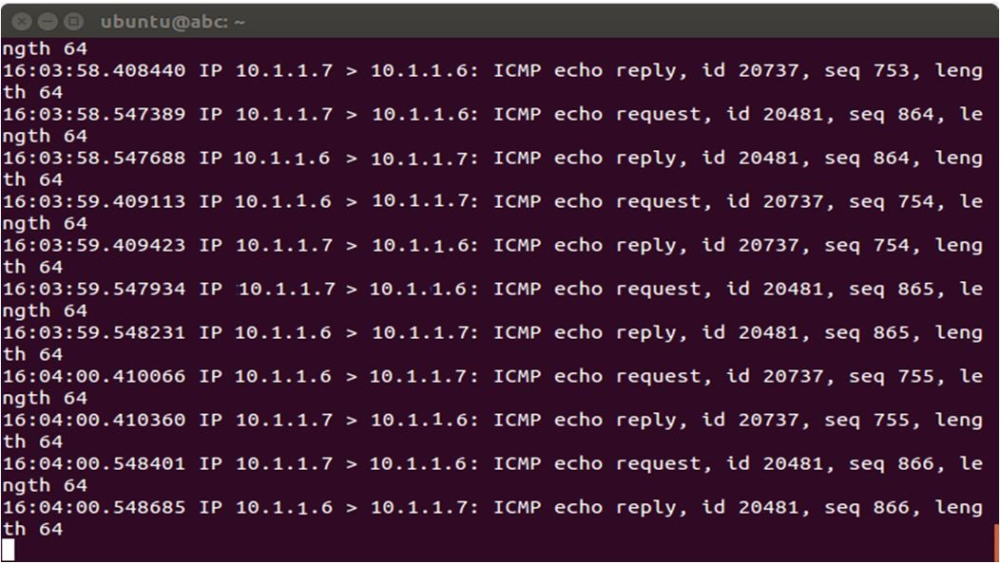 ubuntu@abc: ~
ngth 64
16:03:58.408440 IP 10.1.1.7 > 10.1.1.6: ICMP echo reply, id 20737, seq 753, leng
th 64
16:03:58.547389 IP 10.1.1.7 > 10.1.1.6: ICMP echo request, id 20481, seq 864, le
ngth 64
16:03:58.547688 IP 10.1.1.6 > 10.1.1.7: ICMP echo reply, id 20481, seq 864, leng
th 64
16:03:59.409113 IP 10.1.1.6 > 10.1.1.7: ICMP echo request, id 20737, seq 754, le
ngth 64
16:03:59.409423 IP 10.1.1.7 > 10.1.1.6: ICMP echo reply, id 20737, seq 754, leng
th 64
16:03:59.547934 IP 10.1.1.7 > 10.1.1.6: ICMP echo request, id 20481, seq 865, le
ngth 64
16:03:59.548231 IP 10.1.1.6 > 10.1.1.7: ICMP echo reply, id 20481, seq 865, leng
th 64
16:04:00.410066 IP 10.1.1.6 > 10.1.1.7: ICMP echo request, id 20737, seq 755, le
ngth 64
16:04:00.410360 IP 10.1.1.7 > 10.1.1.6: ICMP echo reply, id 20737, seq 755, leng
th 64
16:04:00.548401 IP 10.1.1.7 > 10.1.1.6: ICMP echo request, id 20481, seq 866, le
ngth 64
16:04:00.548685 IP 10.1.1.6 > 10.1.1.7: ICMP echo reply, id 20481, seq 866, leng
th 64